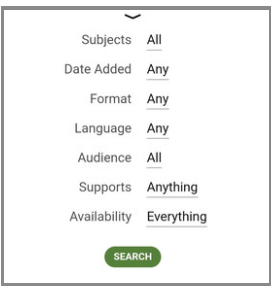 Subjects All
Date Added Any
Format Any
Language Any
Audience All
Supports Anything
Availability Everything
SEARCH